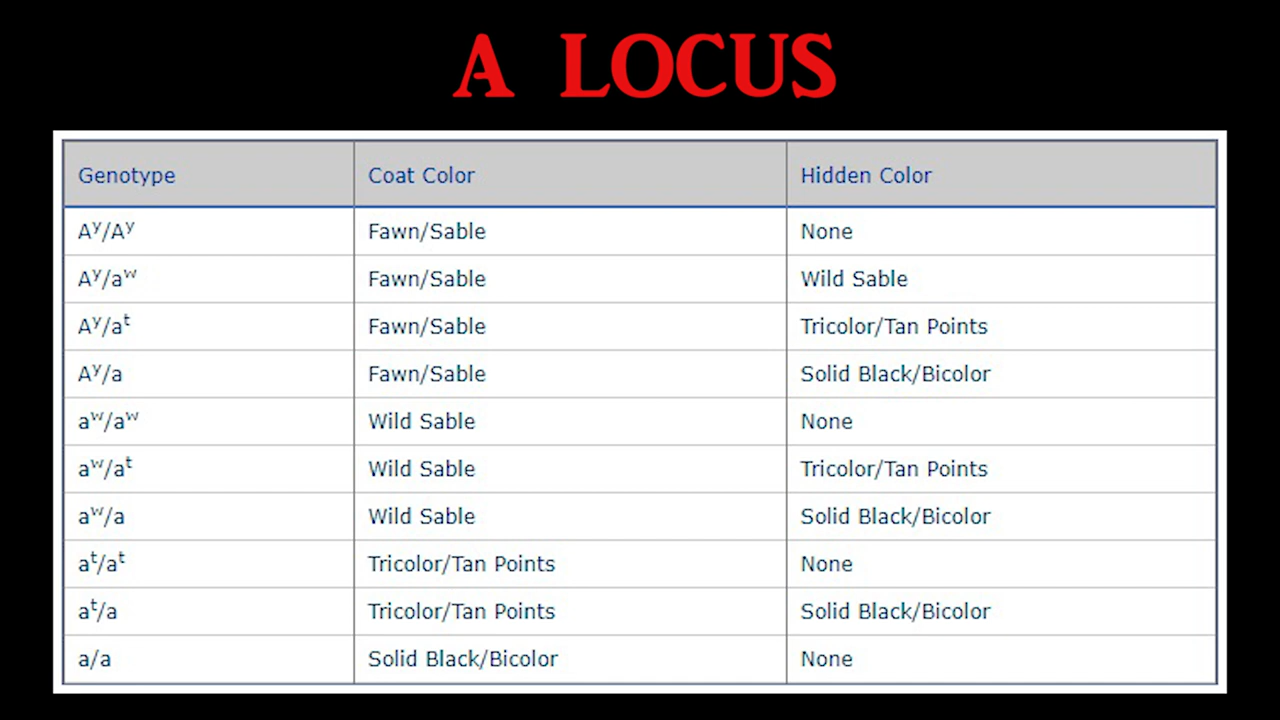 A LOCUS
Genotype Coat Color Hidden Color
Aʸ/Aʸ Fawn/Sable None
Aʸ/aʷ Fawn/Sable Wild Sable
Aʸ/aᵗ Fawn/Sable Tricolor/Tan Points
Aʸ/a Fawn/Sable Solid Black/Bicolor
aʷ/aʷ Wild Sable None
aʷ/aᵗ Wild Sable Tricolor/Tan Points
aʷ/a Wild Sable Solid Black/Bicolor
aᵗ/aᵗ Tricolor/Tan Points None
aᵗ/a Tricolor/Tan Points Solid Black/Bicolor
a/a Solid Black/Bicolor None